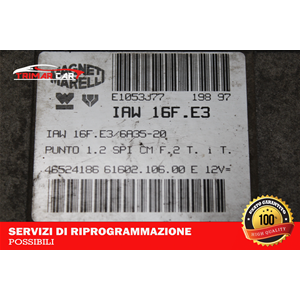 TRIMAR CAR
MAGNETI
MARELLI
E1053J77 198 97
IAW 16F.E3
IAW 16F.E3/6A35-20
PUNTO 1.2 SPI CM F.2 T. i T.
46524186 61602.106.00 E 12V=
SERVIZI DI RIPROGRAMMAZIONE
POSSIBILI
100%
QUALITY